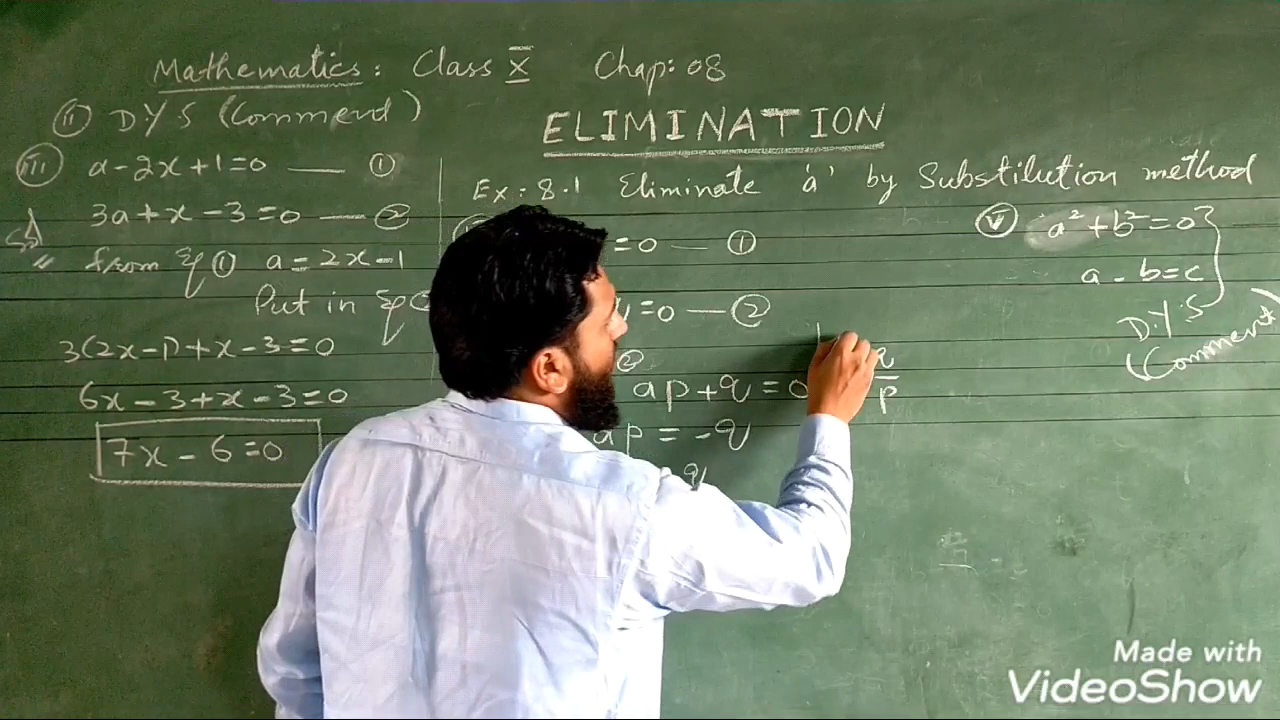 Mathematics: Class X Chap: 08
ELIMINATION
Ex: 8.1 Eliminate 'a' by Substitution method
(ii) D.Y.S (Commend)
(iii) a - 2x + 1 = 0 — ①
3a + x - 3 = 0 — ②
from Eq ① a = 2x - 1
Put in Eq
3(2x - 1) + x - 3 = 0
6x - 3 + x - 3 = 0
7x - 6 = 0
= 0 — ①
= 0 — ②
②
ap + q = 0
ap = -q
q
p
(v) a² + b² = 0
a - b = c
D.Y.S
(Comment)
Made with
VideoShow